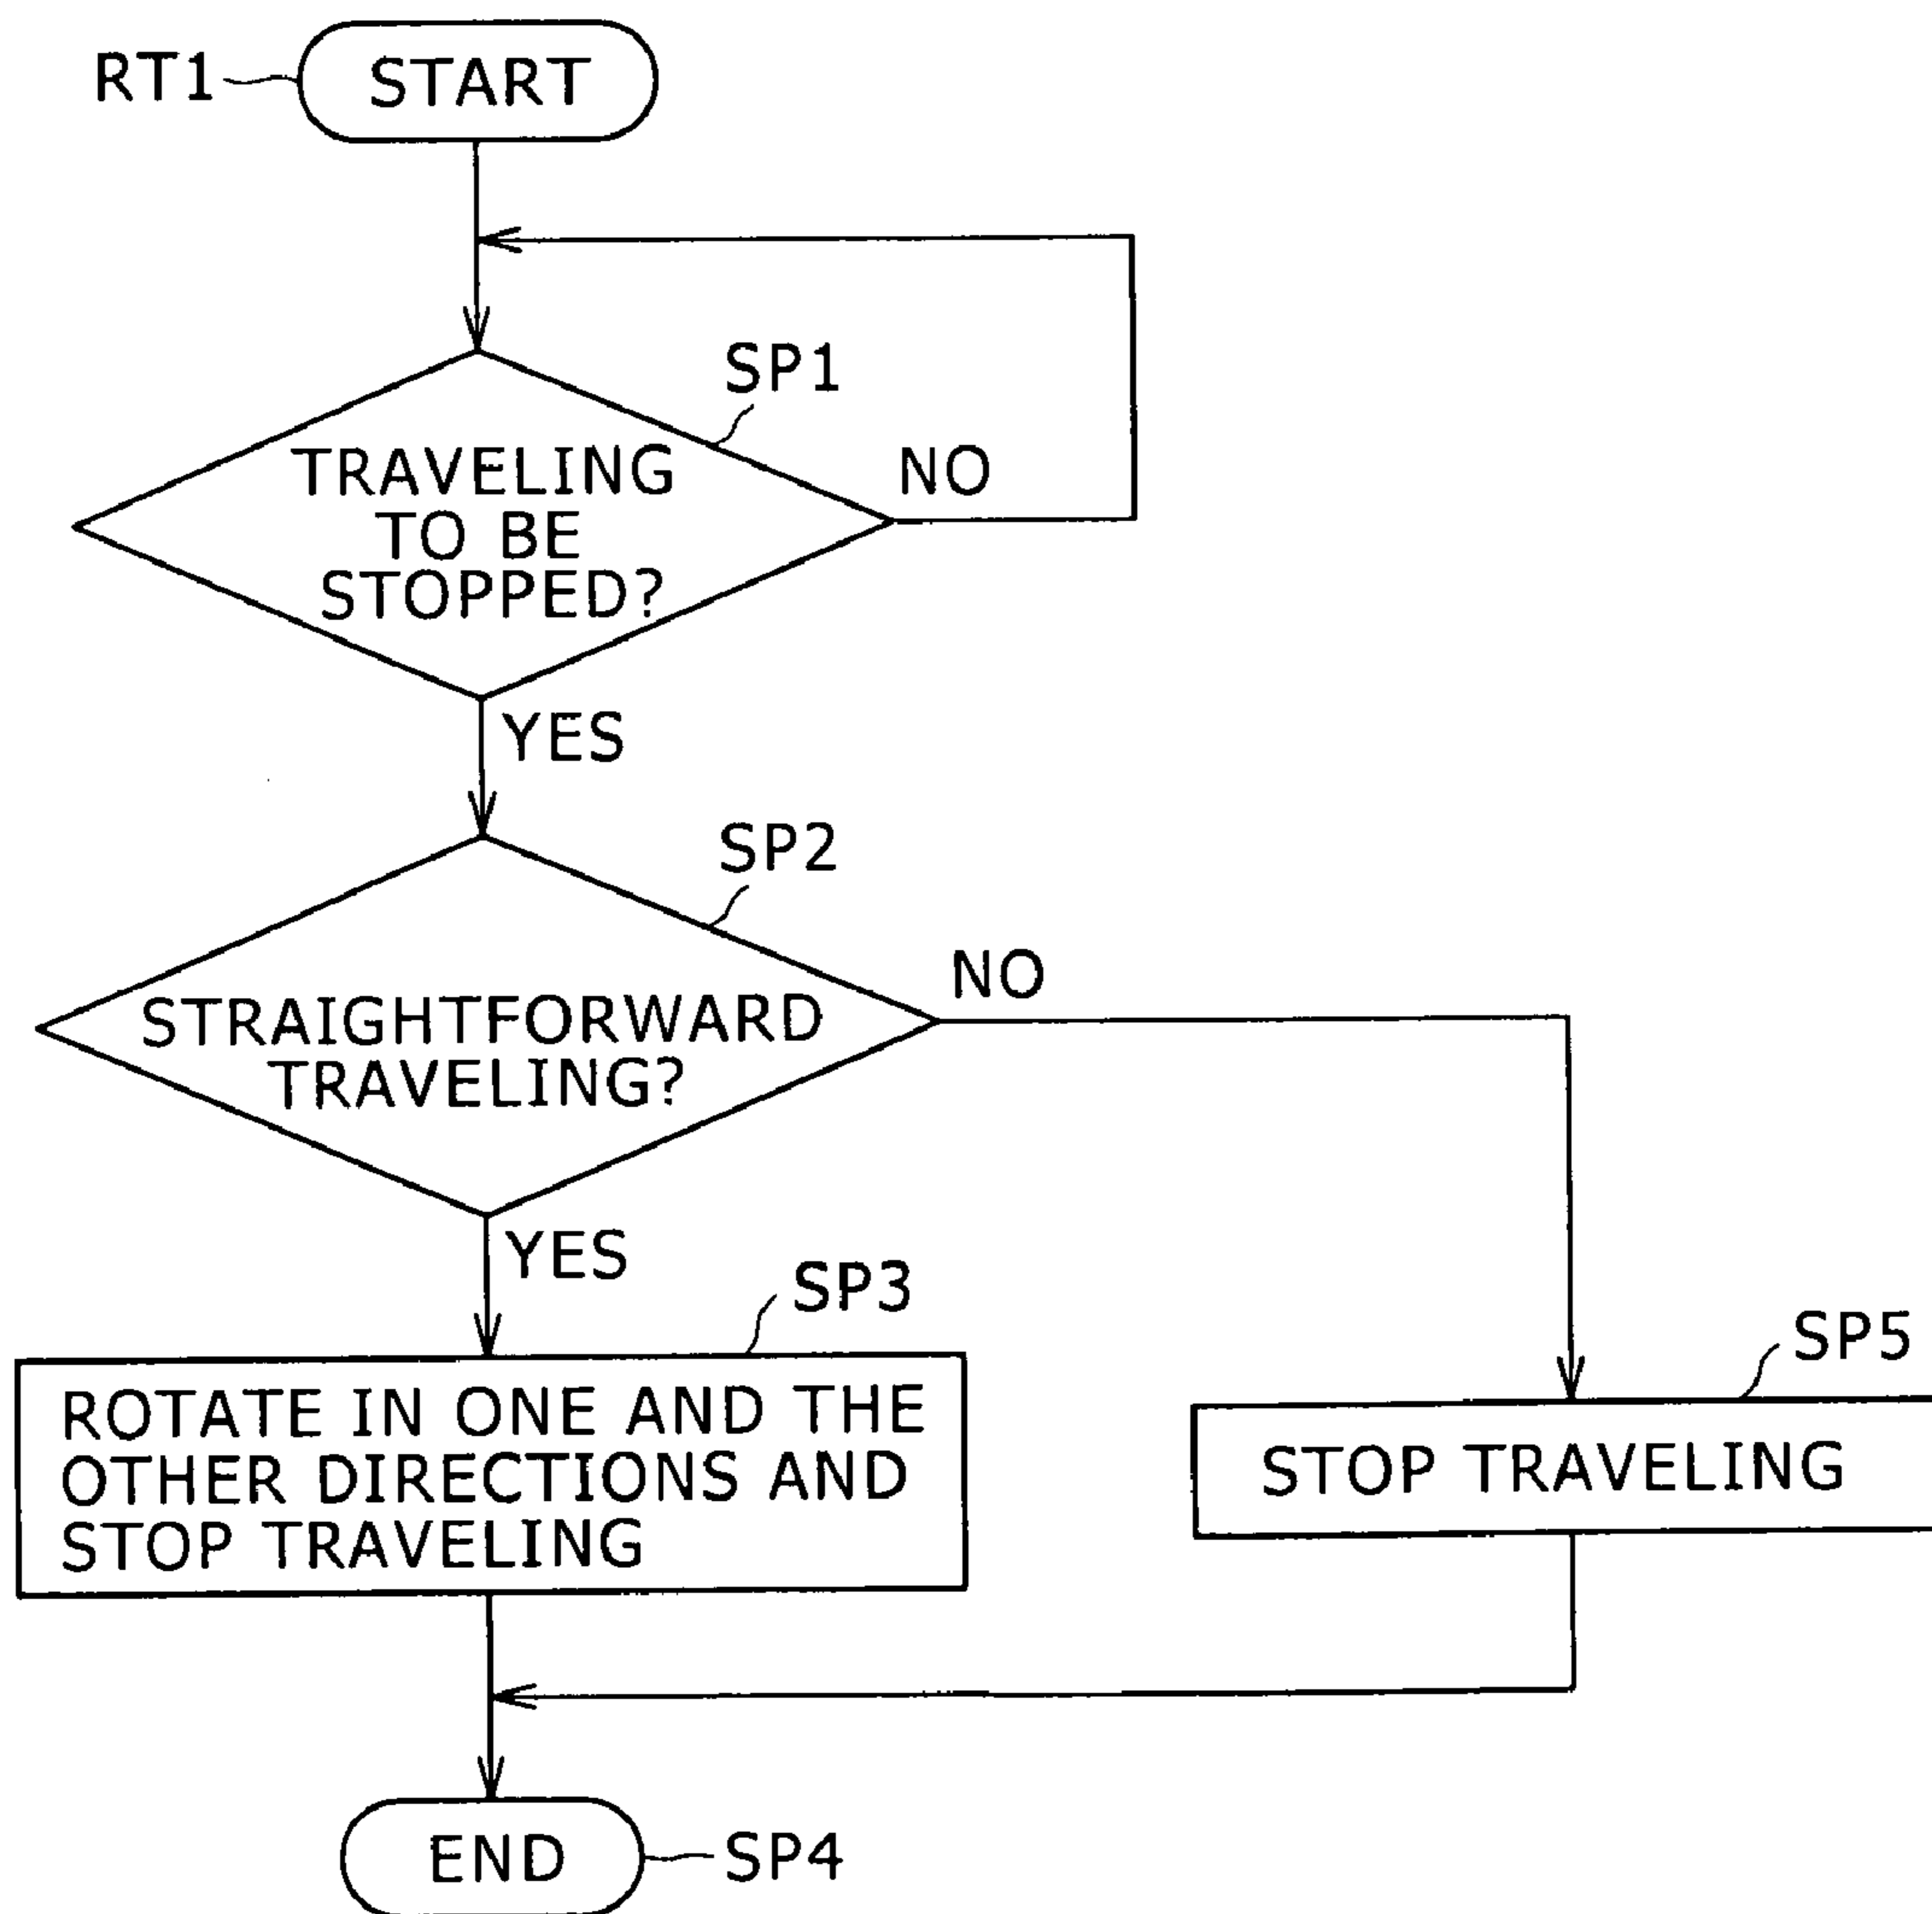 RT1
START
SP1
TRAVELING
TO BE
STOPPED?
NO
YES
SP2
STRAIGHTFORWARD
TRAVELING?
NO
YES
SP3
ROTATE IN ONE AND THE
OTHER DIRECTIONS AND
STOP TRAVELING
SP5
STOP TRAVELING
END
SP4